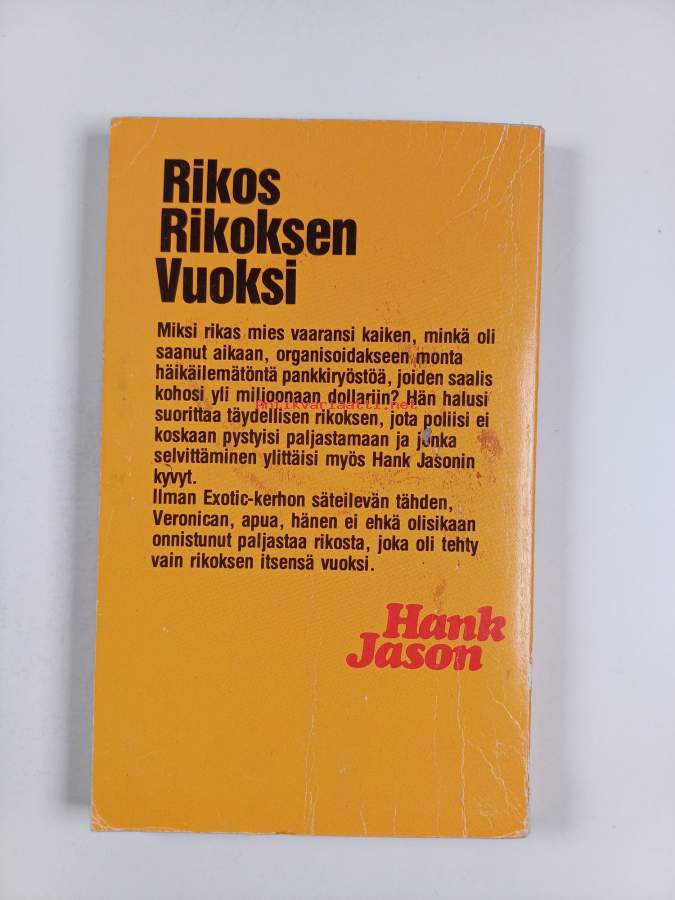 Rikos
Rikoksen
Vuoksi
Miksi rikas mies vaaransi kaiken, minkä oli
saanut aikaan, organisoidakseen monta
häikäilemätöntä pankkiryöstöä, joiden saalis
kohosi yli miljoonaan dollariin? Hän halusi
Antikvariaatti.net
suorittaa täydellisen rikoksen, jota poliisi ei
koskaan pystyisi paljastamaan ja jonka
selvittäminen ylittäisi myös Hank Jasonin
kyvyt.
Ilman Exotic-kerhon säteilevän tähden,
Veronican, apua, hänen ei ehkä olisikaan
onnistunut paljastaa rikosta, joka oli tehty
vain rikoksen itsensä vuoksi.
Hank
Jason